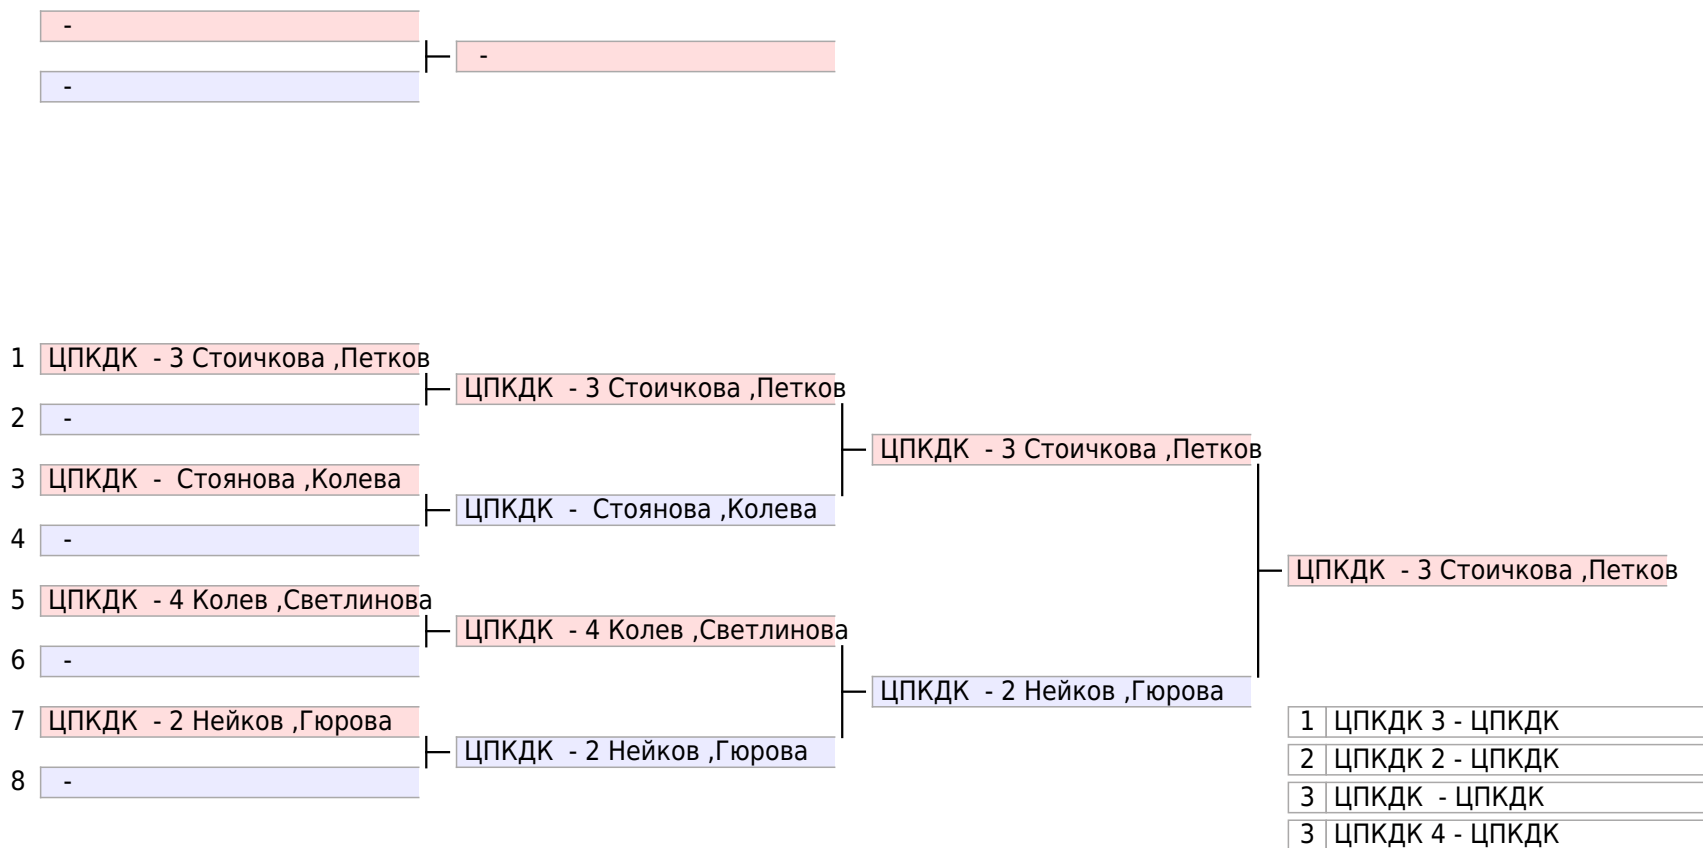 -
-
-
1 ЦПКДК - 3 Стоичкова ,Петков
ЦПКДК - 3 Стоичкова ,Петков
2 -
ЦПКДК - 3 Стоичкова ,Петков
3 ЦПКДК - Стоянова ,Колева
ЦПКДК - Стоянова ,Колева
4 -
ЦПКДК - 3 Стоичкова ,Петков
5 ЦПКДК - 4 Колев ,Светлинова
ЦПКДК - 4 Колев ,Светлинова
6 -
ЦПКДК - 2 Нейков ,Гюрова
7 ЦПКДК - 2 Нейков ,Гюрова
ЦПКДК - 2 Нейков ,Гюрова
8 -
1 ЦПКДК 3 - ЦПКДК
2 ЦПКДК 2 - ЦПКДК
3 ЦПКДК - ЦПКДК
3 ЦПКДК 4 - ЦПКДК